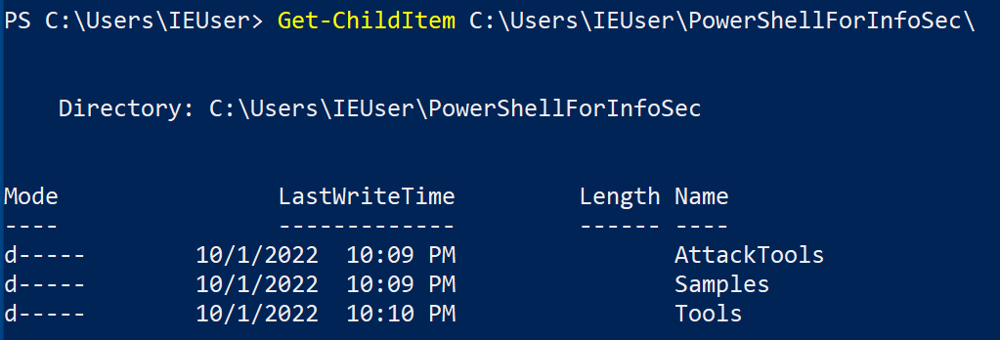 PS C:\Users\IEUser> Get-ChildItem C:\Users\IEUser\PowerShellForInfoSec\
Directory: C:\Users\IEUser\PowerShellForInfoSec
Mode                 LastWriteTime         Length Name
----                 -------------         ------ ----
d-----         10/1/2022  10:09 PM                AttackTools
d-----         10/1/2022  10:09 PM                Samples
d-----         10/1/2022  10:10 PM                Tools